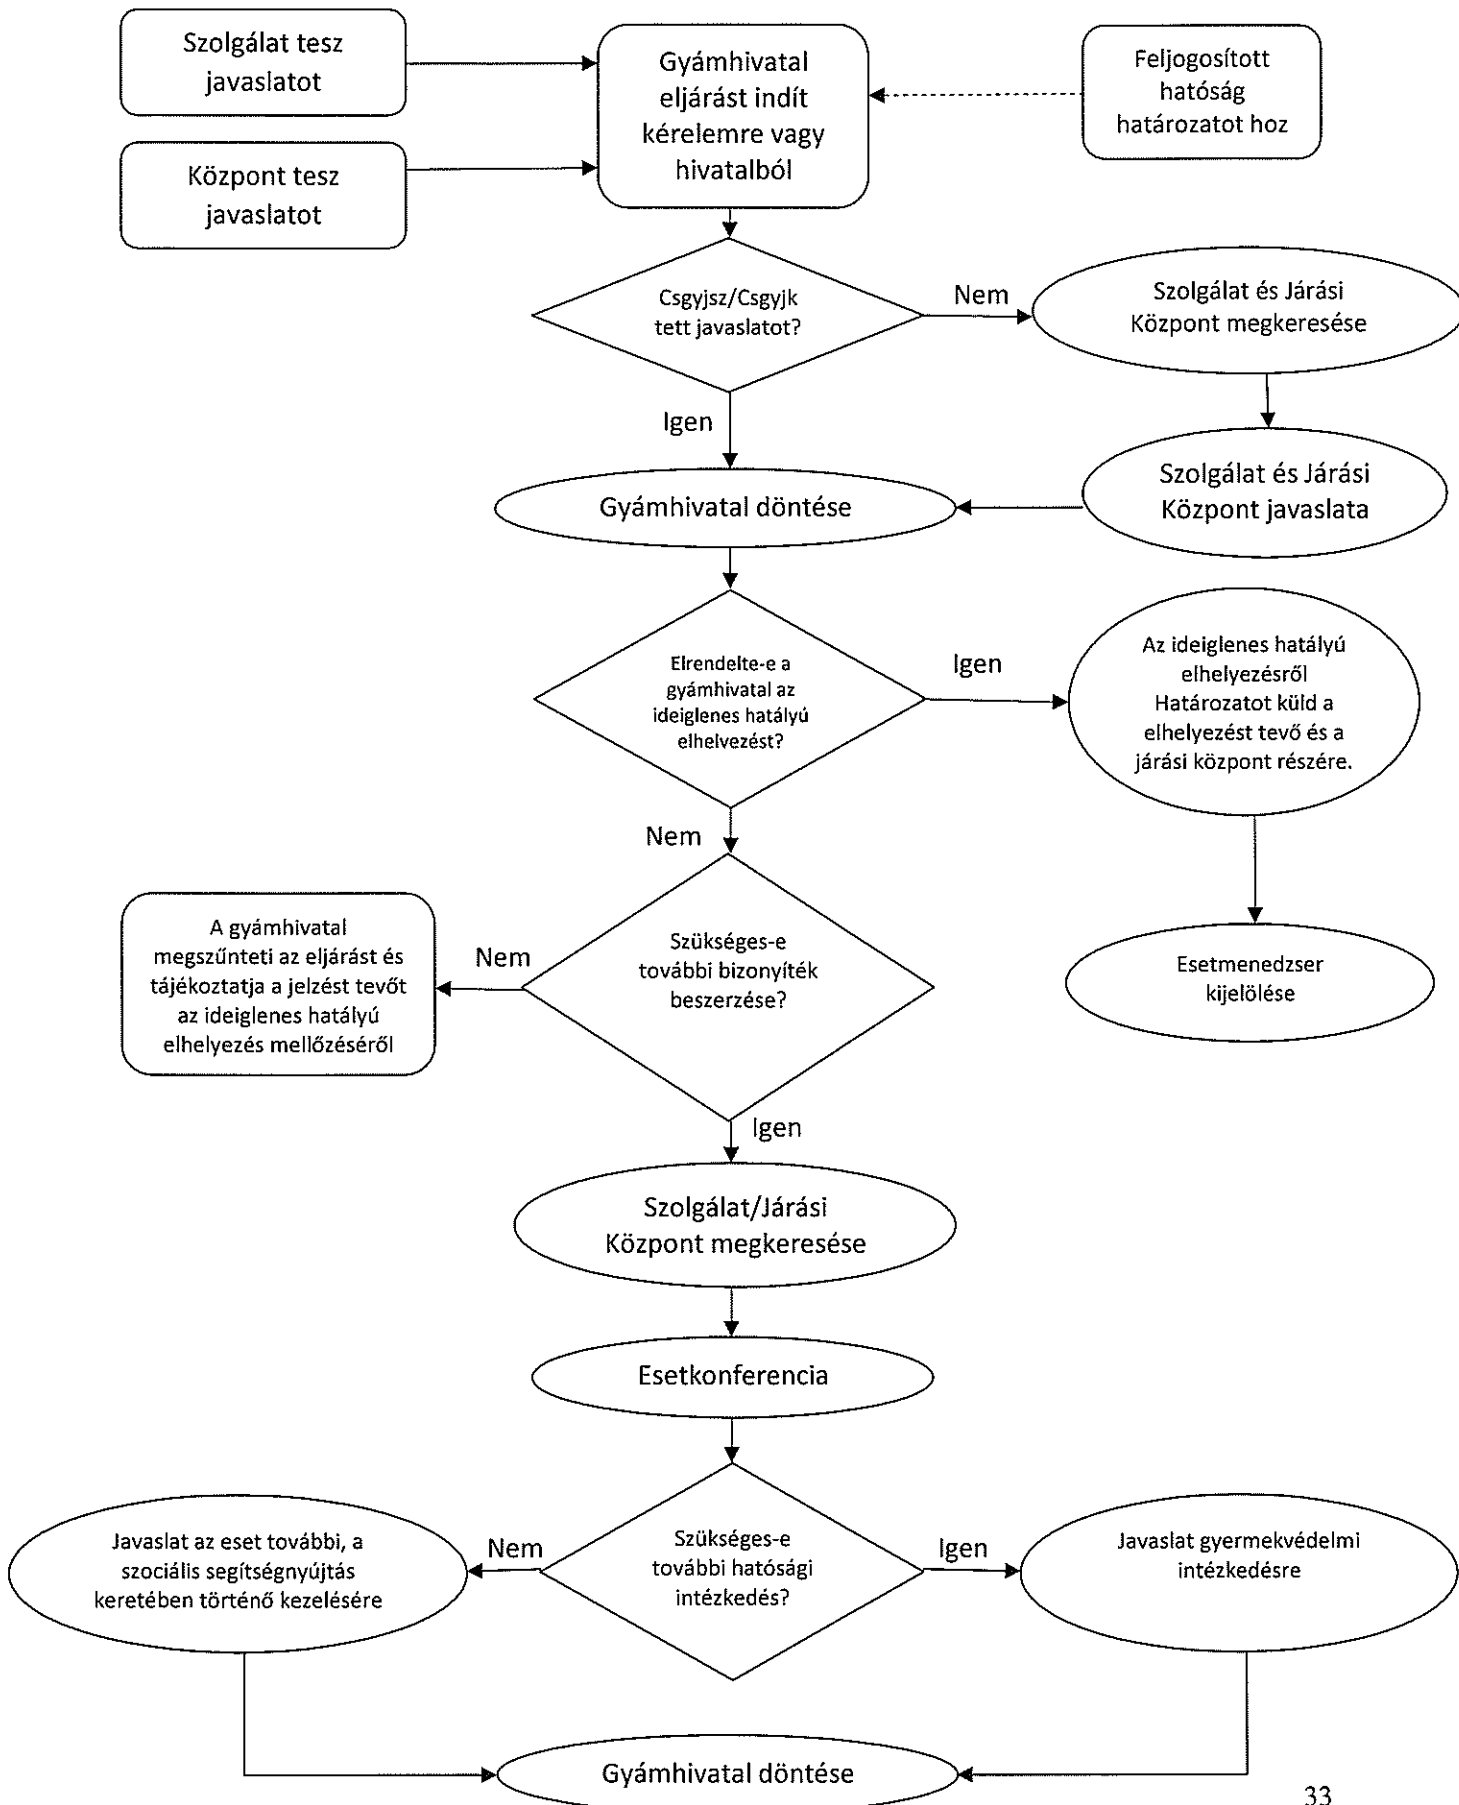 Szolgálat tesz
javaslatot
Gyámhivatal
eljárást indít
kérelemre vagy
hivatalból
Feljogosított
hatóság
határozatot hoz
Központ tesz
javaslatot
Csgyjsz/Csgyjk
tett javaslatot?
Nem
Szolgálat és Járási
Központ megkeresése
Igen
Szolgálat és Járási
Központ javaslata
Gyámhivatal döntése
Elrendelte-e a
gyámhivatal az
ideiglenes hatályú
elhelvezést?
Igen
Az ideiglenes hatályú
elhelyezésről
Határozatot küld a
elhelyezést tevő és a
járási központ részére.
Nem
A gyámhivatal
megszűnteti az eljárást és
tájékoztatja a jelzést tevőt
az ideiglenes hatályú
elhelyezés mellőzéséről
Nem
Szükséges-e
további bizonyíték
beszerzése?
Esetmenedzser
kijelölése
Igen
Szolgálat/Járási
Központ megkeresése
Esetkonferencia
Javaslat az eset további, a
szociális segítségnyújtás
keretében történő kezelésére
Nem
Szükséges-e
további hatósági
intézkedés?
Igen
Javaslat gyermekvédelmi
intézkedésre
Gyámhivatal döntése
33